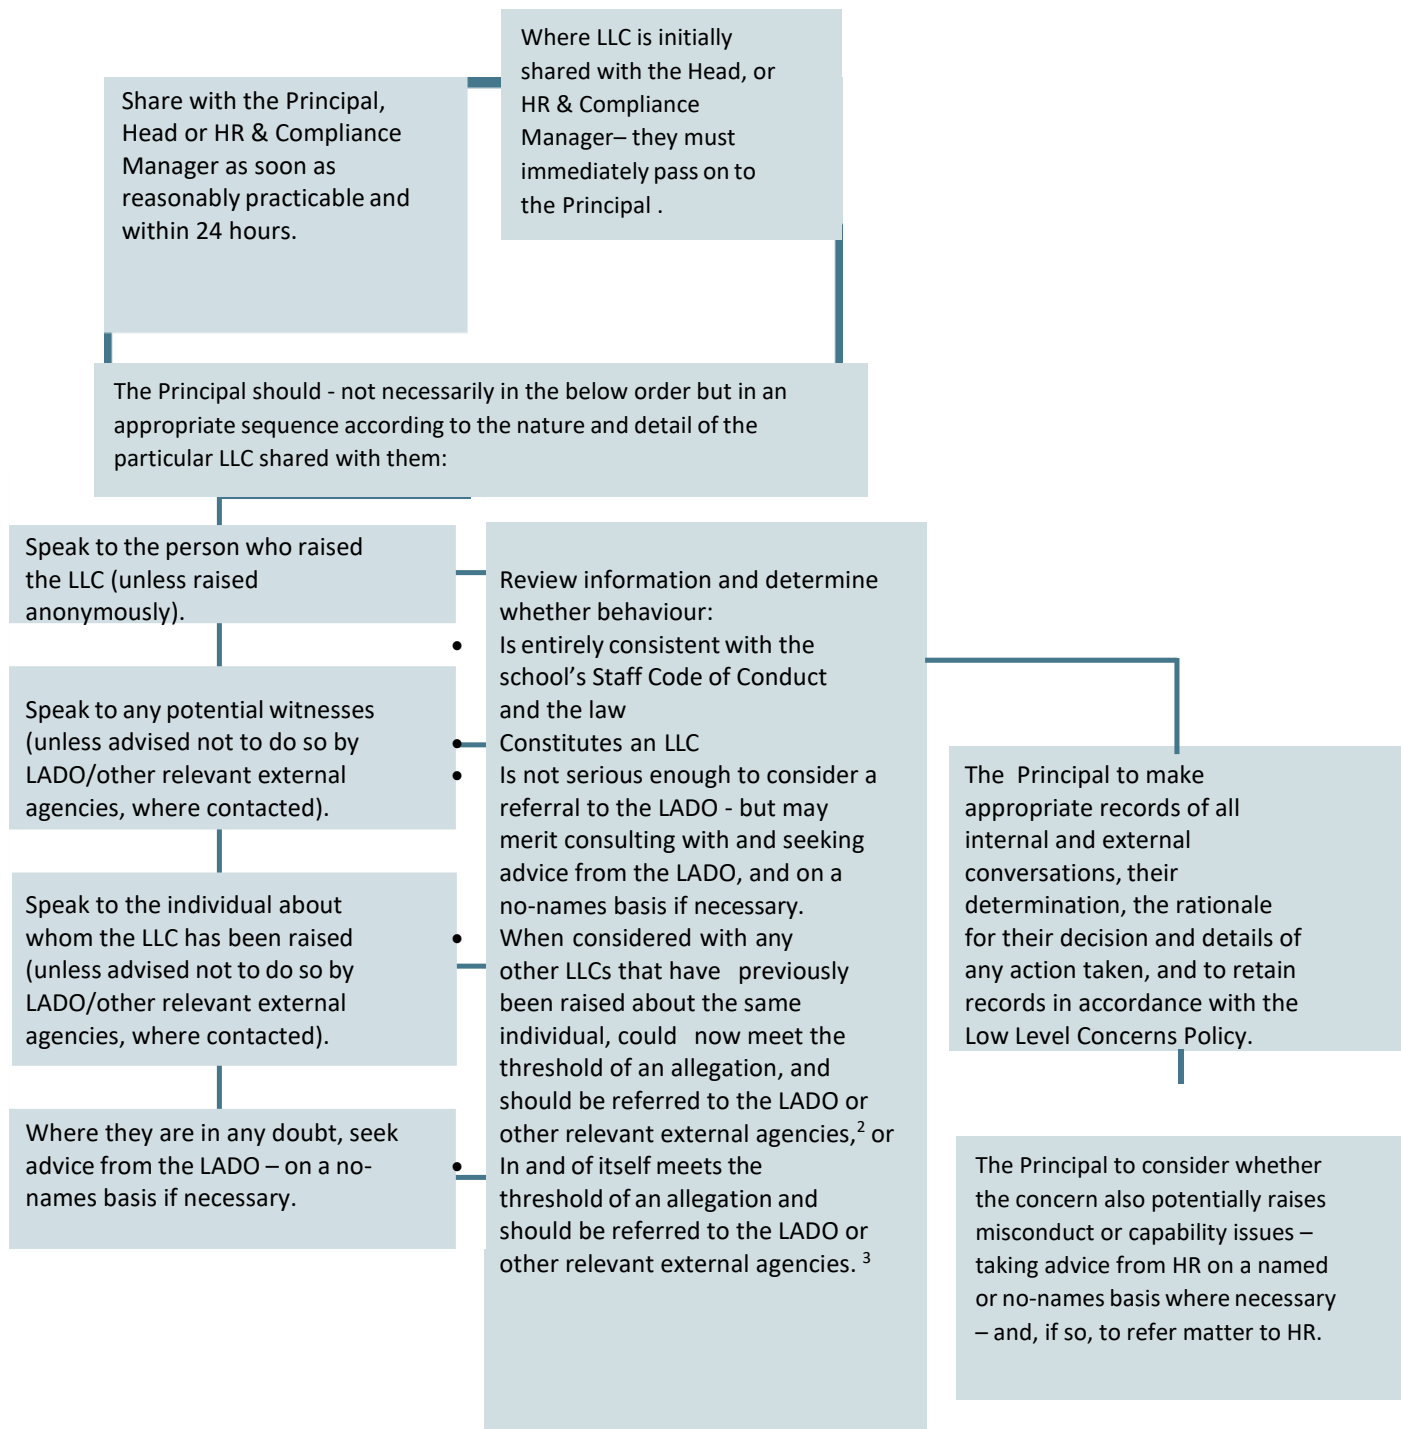 Share with the Principal,
Head or HR & Compliance
Manager as soon as
reasonably practicable and
within 24 hours.
Where LLC is initially
shared with the Head, or
HR & Compliance
Manager– they must
immediately pass on to
the Principal .
The Principal should - not necessarily in the below order but in an
appropriate sequence according to the nature and detail of the
particular LLC shared with them:
Speak to the person who raised
the LLC (unless raised
anonymously).
Speak to any potential witnesses
(unless advised not to do so by
LADO/other relevant external
agencies, where contacted).
Speak to the individual about
whom the LLC has been raised
(unless advised not to do so by
LADO/other relevant external
agencies, where contacted).
Where they are in any doubt, seek
advice from the LADO – on a no-
names basis if necessary.
Review information and determine
whether behaviour:
• Is entirely consistent with the
school’s Staff Code of Conduct
and the law
• Constitutes an LLC
• Is not serious enough to consider a
referral to the LADO - but may
merit consulting with and seeking
advice from the LADO, and on a
no-names basis if necessary.
• When considered with any
other LLCs that have previously
been raised about the same
individual, could now meet the
threshold of an allegation, and
should be referred to the LADO or
other relevant external agencies,² or
• In and of itself meets the
threshold of an allegation and
should be referred to the LADO or
other relevant external agencies. ³
The Principal to make
appropriate records of all
internal and external
conversations, their
determination, the rationale
for their decision and details of
any action taken, and to retain
records in accordance with the
Low Level Concerns Policy.
The Principal to consider whether
the concern also potentially raises
misconduct or capability issues –
taking advice from HR on a named
or no-names basis where necessary
– and, if so, to refer matter to HR.